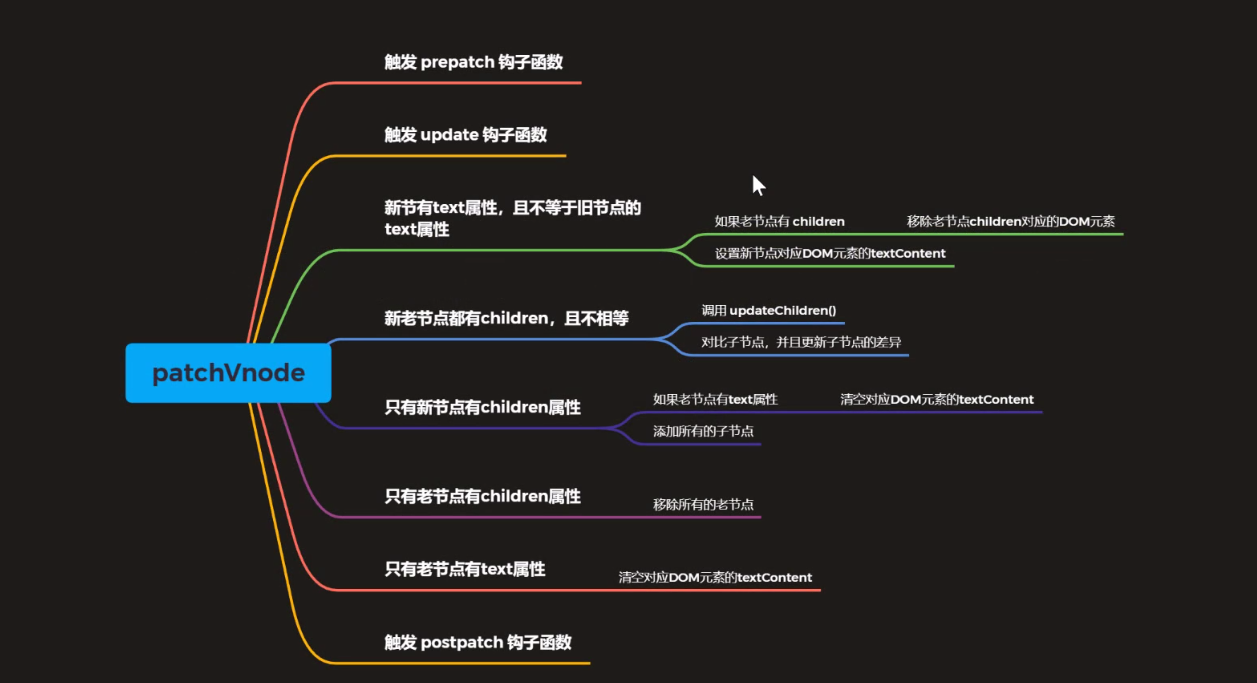 触发 prepatch 钩子函数
触发 update 钩子函数
新节有text属性，且不等于旧节点的
text属性
如果老节点有 children
移除老节点children对应的DOM元素
设置新节点对应DOM元素的textContent
新老节点都有children，且不相等
调用 updateChildren()
对比子节点，并且更新子节点的差异
patchVnode
只有新节点有children属性
如果老节点有text属性
清空对应DOM元素的textContent
添加所有的子节点
只有老节点有children属性
移除所有的老节点
只有老节点有text属性
清空对应DOM元素的textContent
触发 postpatch 钩子函数